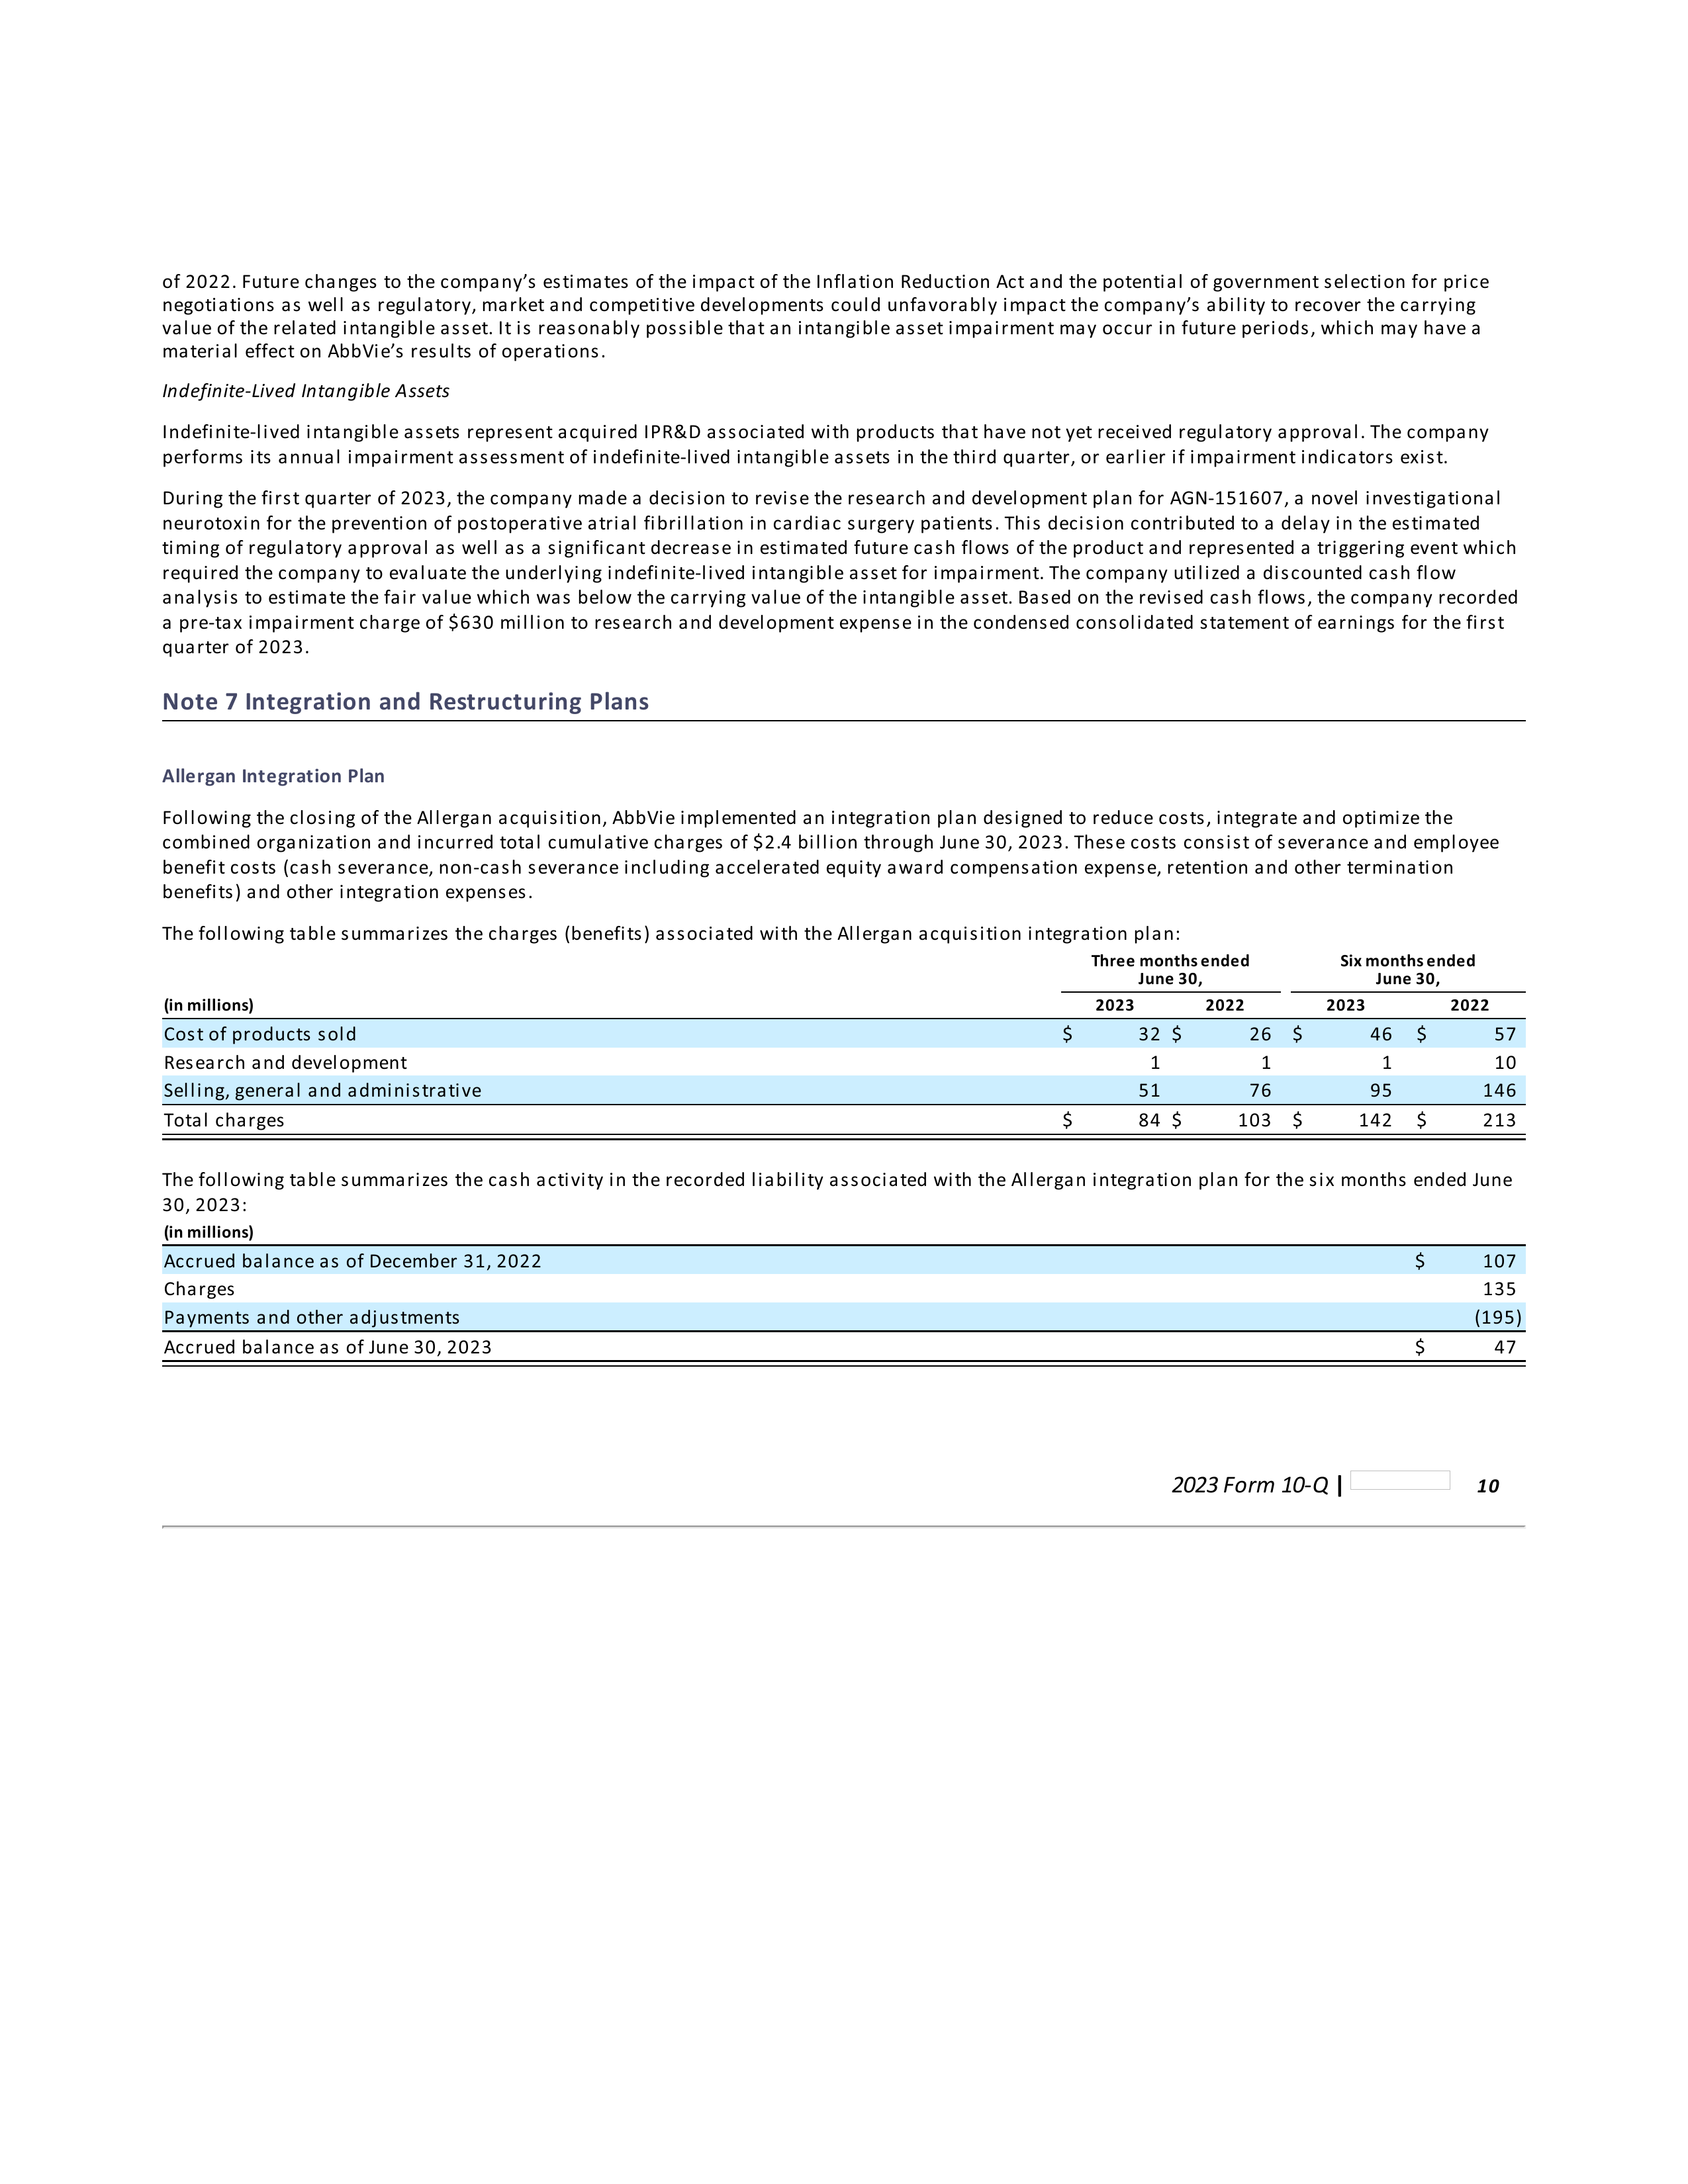 of 2022. Future changes to the company’s estimates of the impact of the Inflation Reduction Act and the potential of government selection for price
negotiations as well as regulatory, market and competitive developments could unfavorably impact the company’s ability to recover the carrying
value of the related intangible asset. It is reasonably possible that an intangible asset impairment may occur in future periods, which may have a
material effect on AbbVie’s results of operations.
Indefinite-Lived Intangible Assets
Indefinite-lived intangible assets represent acquired IPR&D associated with products that have not yet received regulatory approval. The company
performs its annual impairment assessment of indefinite-lived intangible assets in the third quarter, or earlier if impairment indicators exist.
During the first quarter of 2023, the company made a decision to revise the research and development plan for AGN-151607, a novel investigational
neurotoxin for the prevention of postoperative atrial fibrillation in cardiac surgery patients. This decision contributed to a delay in the estimated
timing of regulatory approval as well as a significant decrease in estimated future cash flows of the product and represented a triggering event which
required the company to evaluate the underlying indefinite-lived intangible asset for impairment. The company utilized a discounted cash flow
analysis to estimate the fair value which was below the carrying value of the intangible asset. Based on the revised cash flows, the company recorded
a pre-tax impairment charge of $630 million to research and development expense in the condensed consolidated statement of earnings for the first
quarter of 2023.
Note 7 Integration and Restructuring Plans
Allergan Integration Plan
Following the closing of the Allergan acquisition, AbbVie implemented an integration plan designed to reduce costs, integrate and optimize the
combined organization and incurred total cumulative charges of $2.4 billion through June 30, 2023. These costs consist of severance and employee
benefit costs (cash severance, non-cash severance including accelerated equity award compensation expense, retention and other termination
benefits) and other integration expenses.
The following table summarizes the charges (benefits) associated with the Allergan acquisition integration plan:
Three months ended Six months ended
June 30, June 30,
(in millions) 2023 2022 2023 2022
Cost of products sold $ 32 $ 26 $ 46 $ 57
Research and development 1 1 1 10
Selling, general and administrative 51 76 95 146
Total charges $ 84 $ 103 $ 142 $ 213
The following table summarizes the cash activity in the recorded liability associated with the Allergan integration plan for the six months ended June
30, 2023:
(in millions)
Accrued balance as of December 31, 2022 $ 107
Charges 135
Payments and other adjustments (195)
Accrued balance as of June 30, 2023 $ 47
2023 Form 10-Q | 10